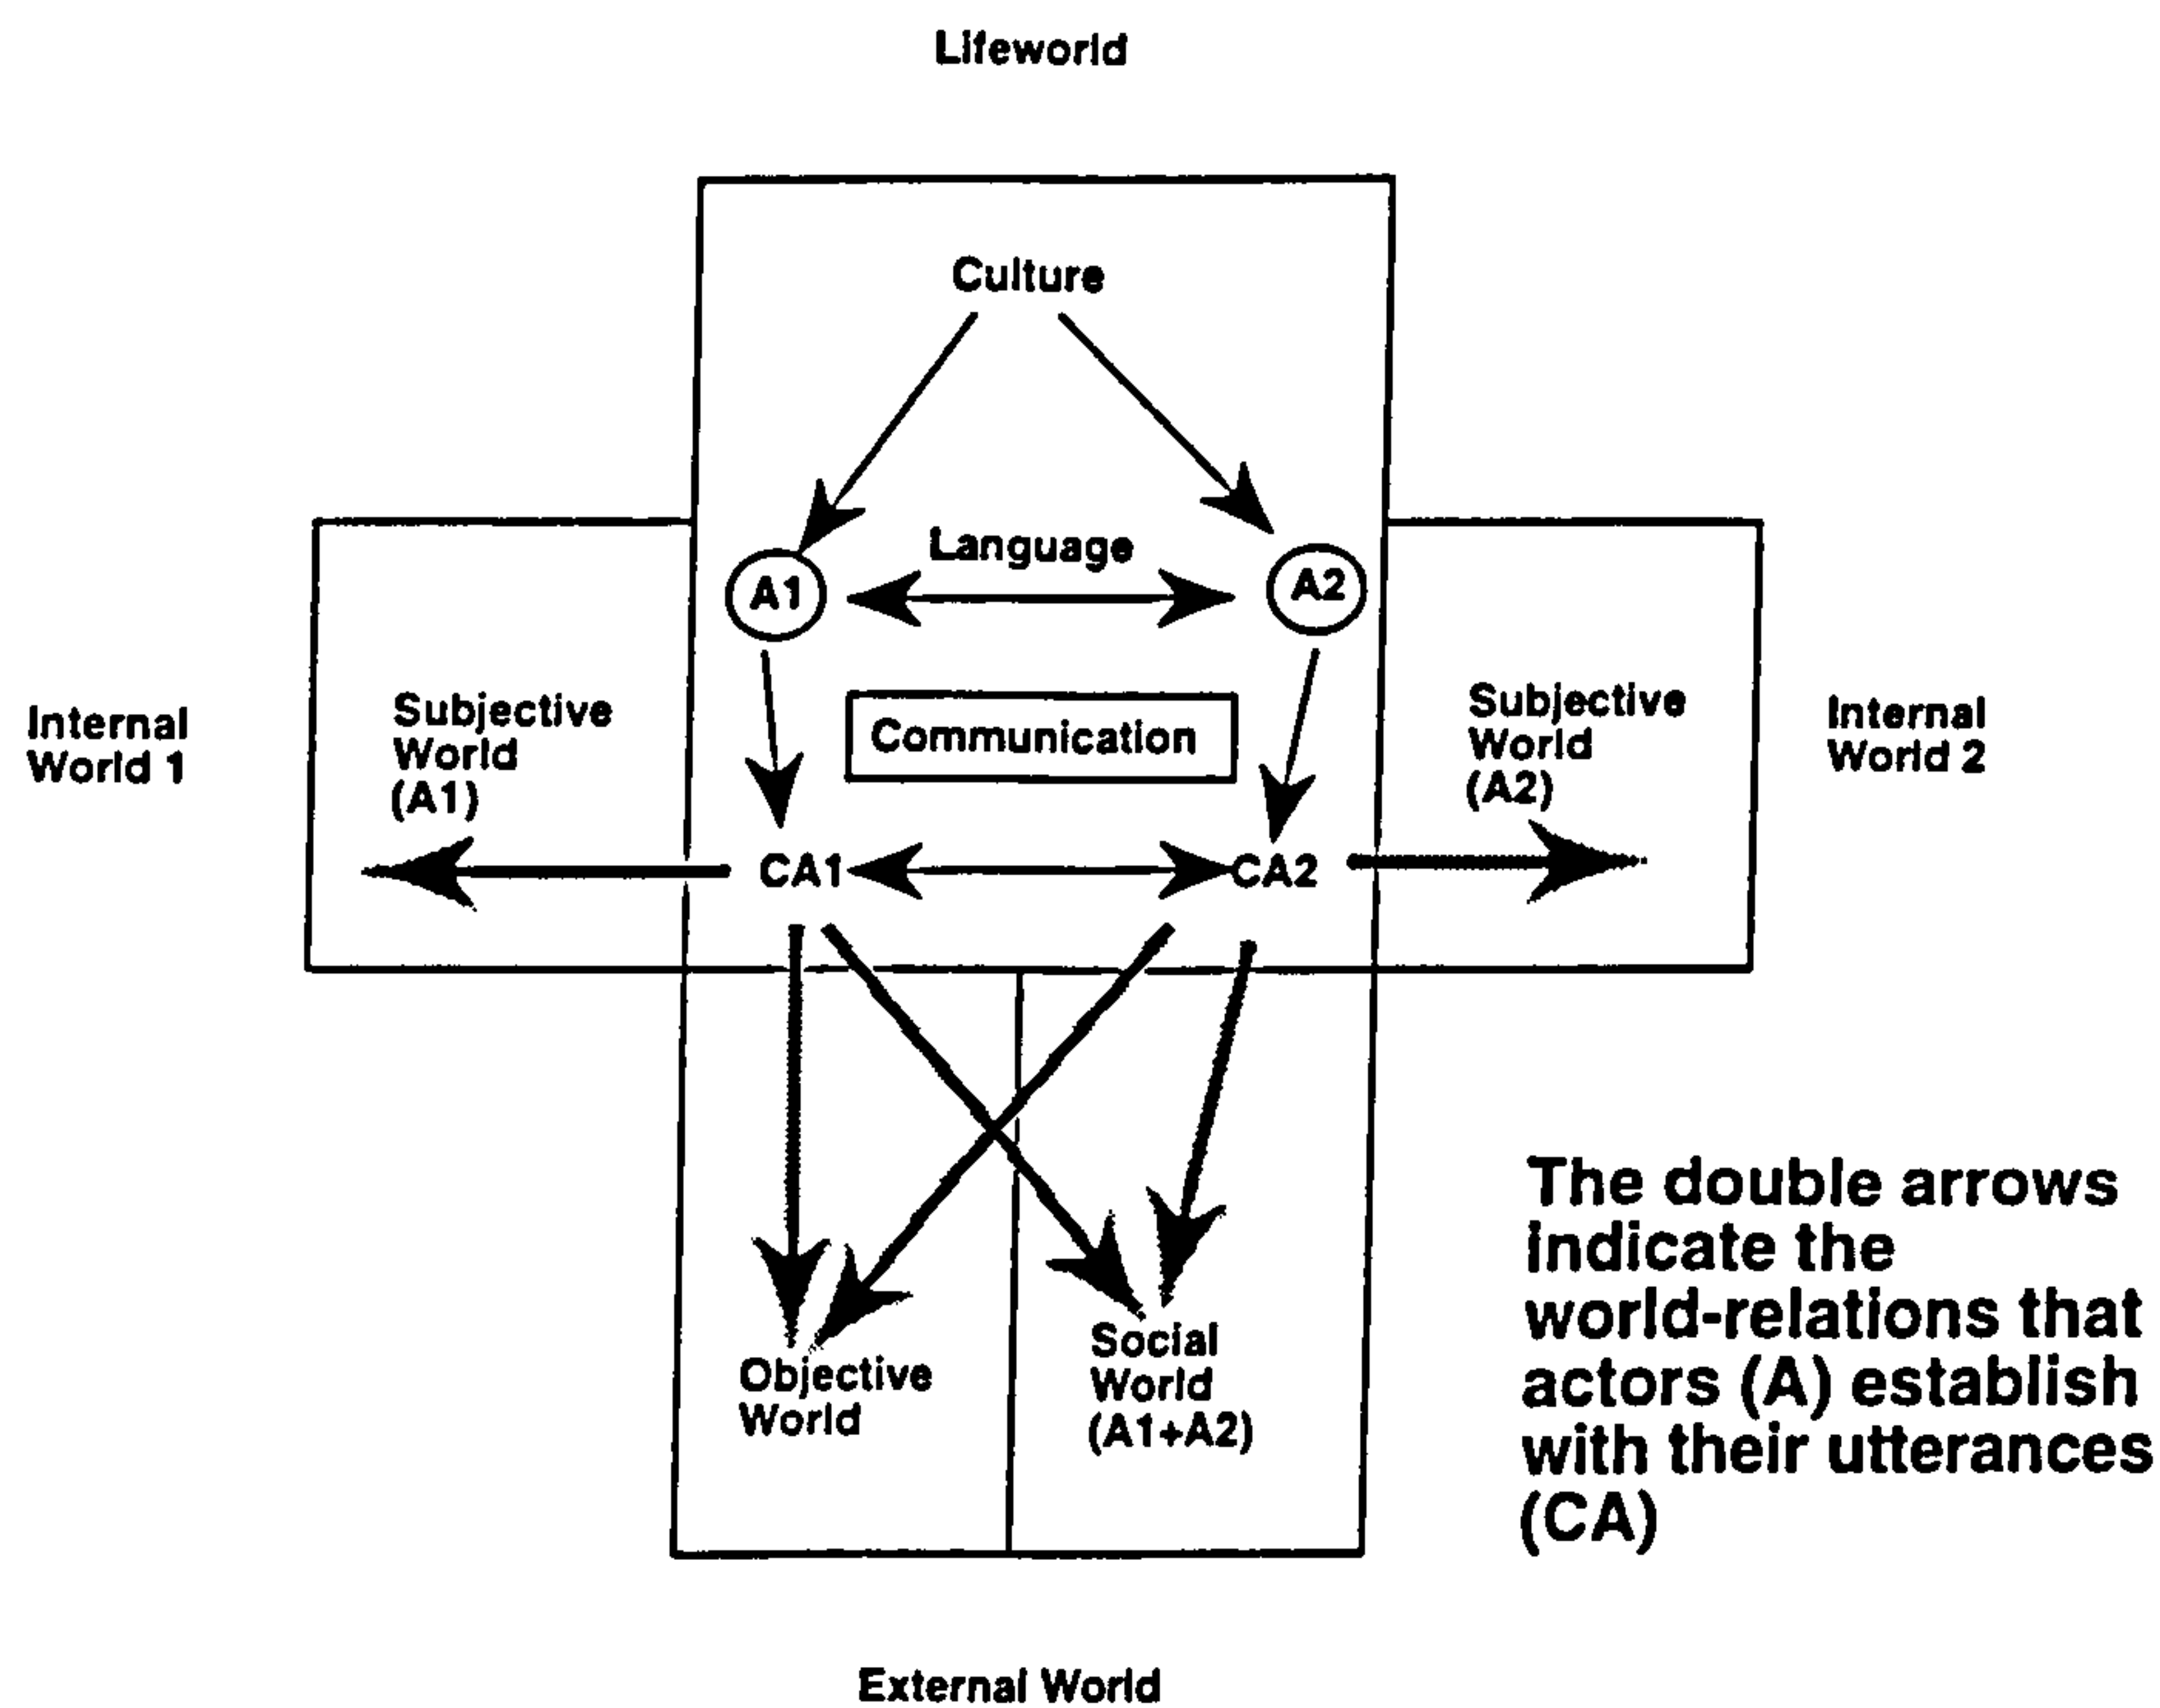 Lifeworld
Culture
Language
A1
A2
Internal
World 1
Subjective
World
(A1)
Communication
Subjective
World
(A2)
Internal
World 2
CA1
CA2
Objective
World
Social
World
(A1+A2)
The double arrows
indicate the
world-relations that
actors (A) establish
with their utterances
(CA)
External World